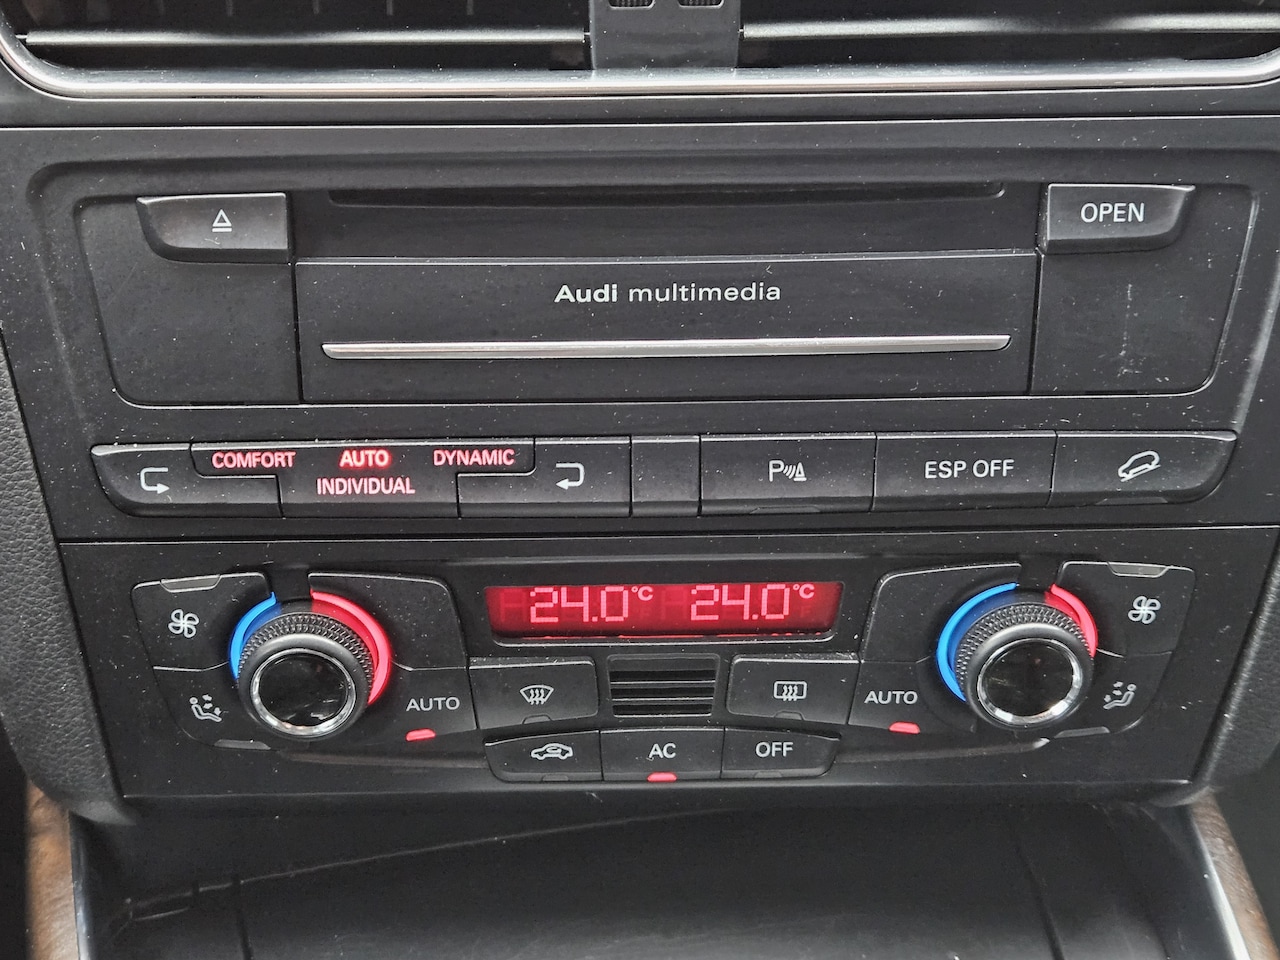 OPEN
Audi multimedia
COMFORT AUTO DYNAMIC
INDIVIDUAL
P ESP OFF
24.0°C 24.0°C
AUTO AUTO
AC OFF